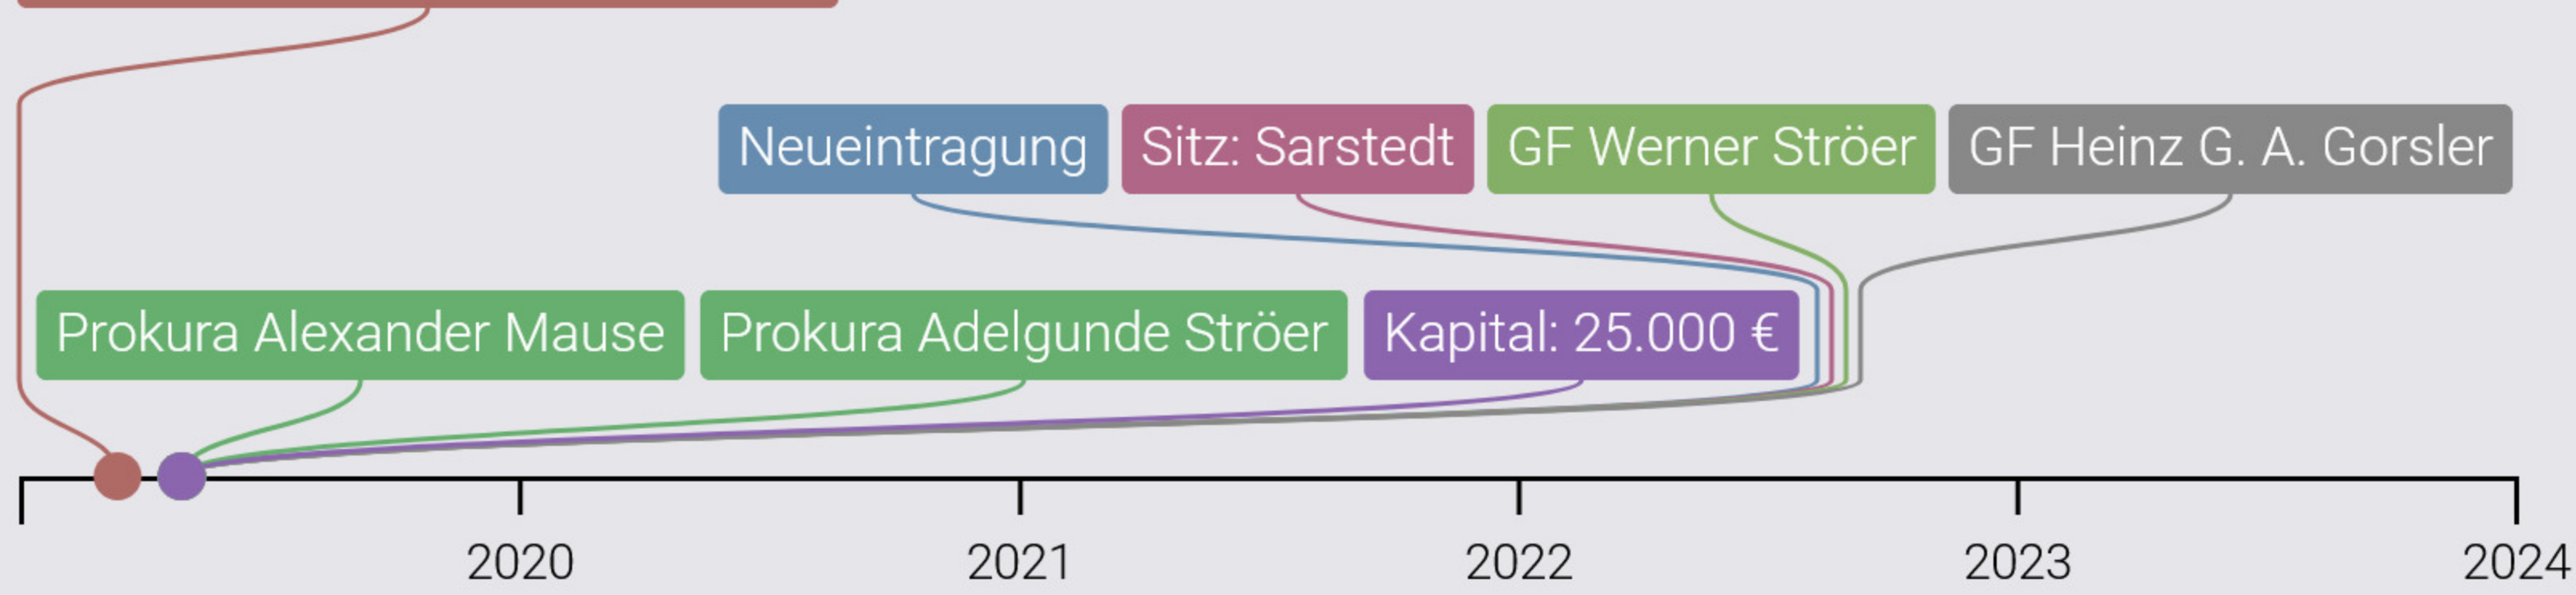 Neueintragung
Sitz: Sarstedt
GF Werner Ströer
GF Heinz G. A. Gorsler
Prokura Alexander Mause
Prokura Adelgunde Ströer
Kapital: 25.000 €
2020
2021
2022
2023
2024